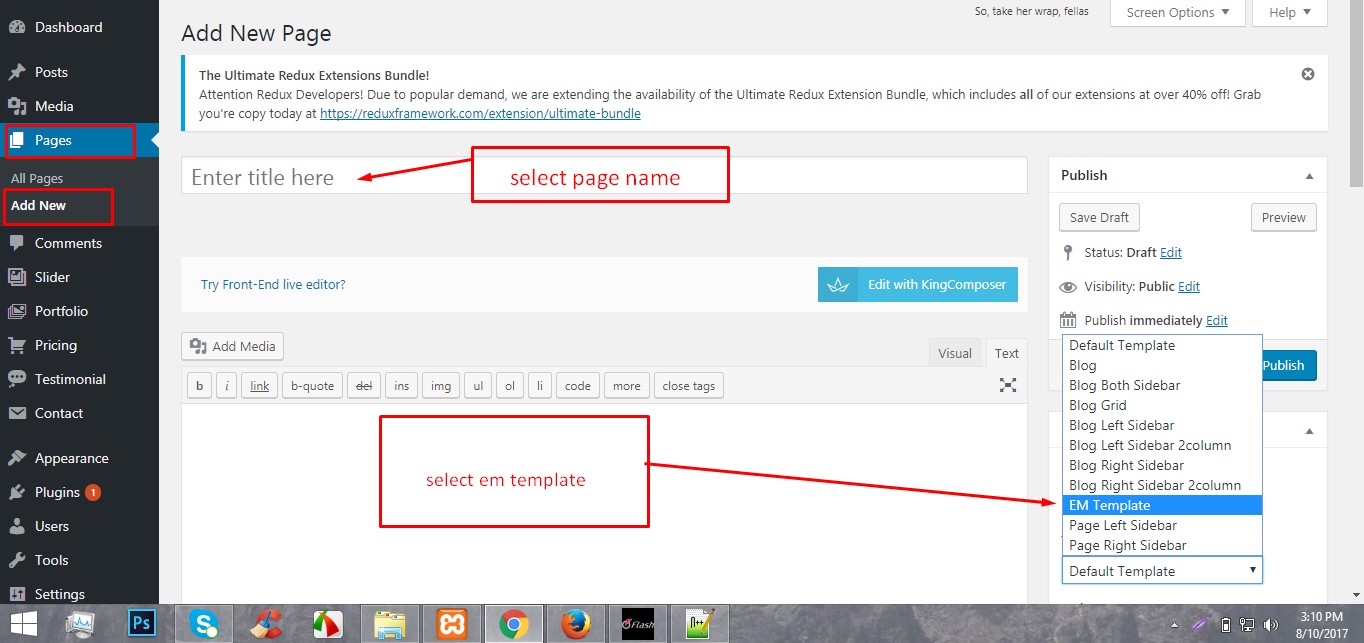 So, take her wrap, fellas
Screen Options ▼
Help ▼
Dashboard
Posts
Media
Pages
All Pages
Add New
Comments
Slider
Portfolio
Pricing
Testimonial
Contact
Appearance
Plugins 1
Users
Tools
Settings
Add New Page
The Ultimate Redux Extensions Bundle!
Attention Redux Developers! Due to popular demand, we are extending the availability of the Ultimate Redux Extension Bundle, which includes all of our extensions at over 40% off! Grab
you're copy today at https://reduxframework.com/extension/ultimate-bundle
Enter title here
select page name
Try Front-End live editor?
Edit with KingComposer
Add Media
Visual
Text
b
i
link
b-quote
del
ins
img
ul
ol
li
code
more
close tags
select em template
Publish
Save Draft
Preview
Status: Draft Edit
Visibility: Public Edit
Publish immediately Edit
Publish
Default Template
Blog
Blog Both Sidebar
Blog Grid
Blog Left Sidebar
Blog Left Sidebar 2column
Blog Right Sidebar
Blog Right Sidebar 2column
EM Template
Page Left Sidebar
Page Right Sidebar
Default Template
Ps
Flash
n++
3:10 PM
8/10/2017